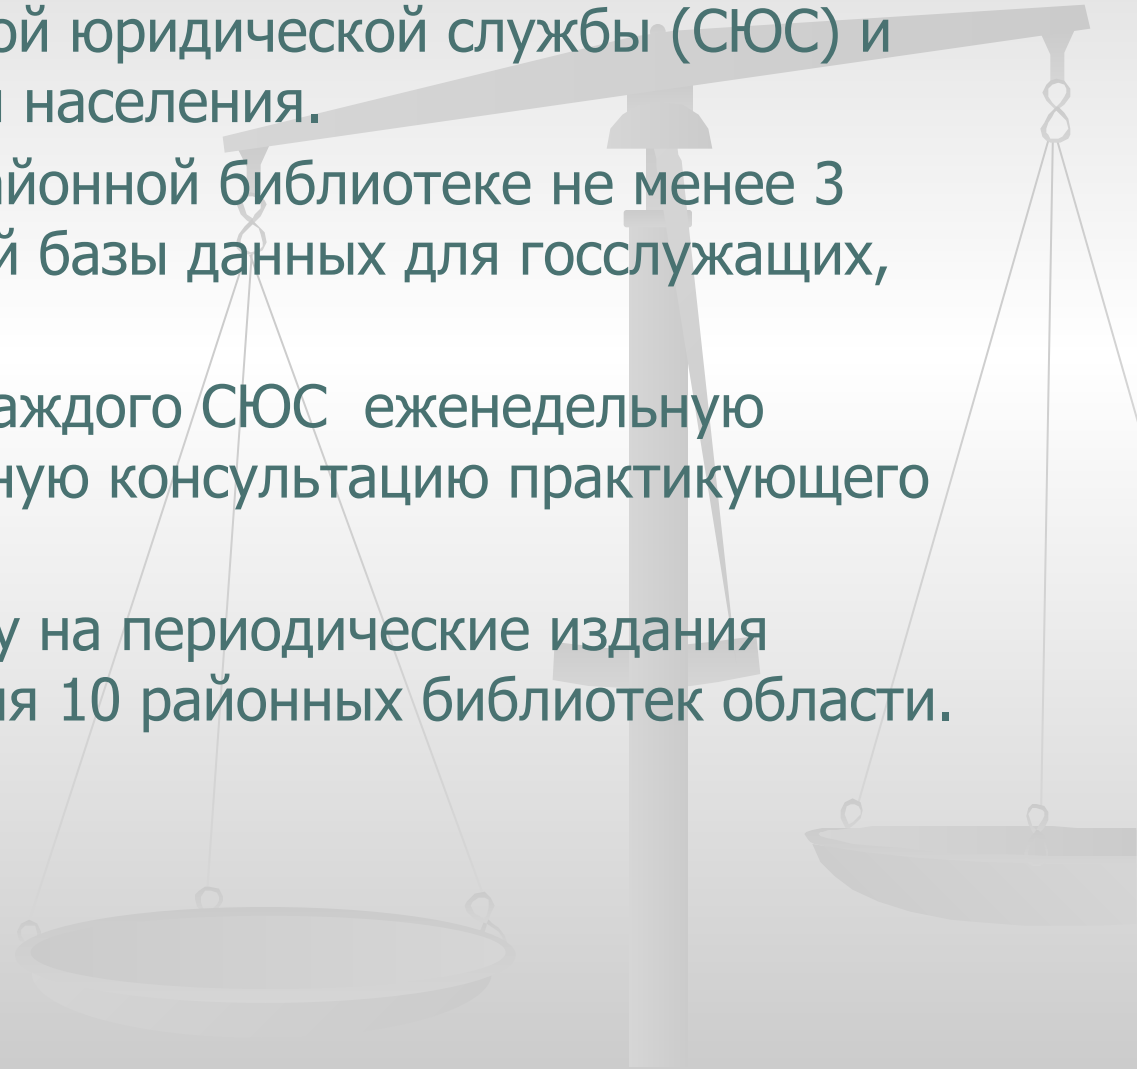 ой юридической службы (СЮС) и
населения.
айонной библиотеке не менее 3
й базы данных для госслужащих,
аждого СЮС еженедельную
ную консультацию практикующего
у на периодические издания
ия 10 районных библиотек области.